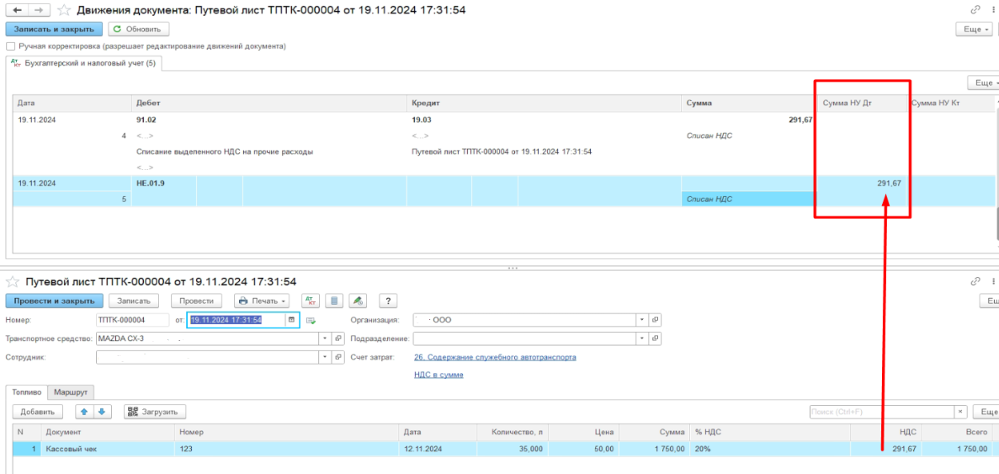 Движения документа: Путевой лист ТПТК-000004 от 19.11.2024 17:31:54
Записать и закрыть Обновить Еще
Ручная корректировка (разрешает редактирование движений документа)
Дт Кт Бухгалтерский и налоговый учет (5)
Еще
Дата Дебет Кредит Сумма Сумма НУ Дт Сумма НУ Кт
19.11.2024 91.02 19.03 291,67
4 <...> <...> Списан НДС
Списание выделенного НДС на прочие расходы Путевой лист ТПТК-000004 от 19.11.2024 17:31:54
<...>
19.11.2024 НЕ.01.9 291,67
5 Списан НДС
Путевой лист ТПТК-000004 от 19.11.2024 17:31:54
Провести и закрыть Записать Провести Печать Дт Кт ? Ещ
Номер: ТПТК-000004 от: 19.11.2024 17:31:54 Организация: ООО
Транспортное средство: MAZDA CX-3 Подразделение:
Сотрудник: Счет затрат: 26, Содержание служебного автотранспорта
НДС в сумме
Топливо Маршрут
Добавить Загрузить Поиск (Ctrl+F) × Еще
N Документ Номер Дата Количество, л Цена Сумма % НДС НДС Всего
1 Кассовый чек 123 12.11.2024 35,000 50,00 1 750,00 20% 291,67 1 750,00